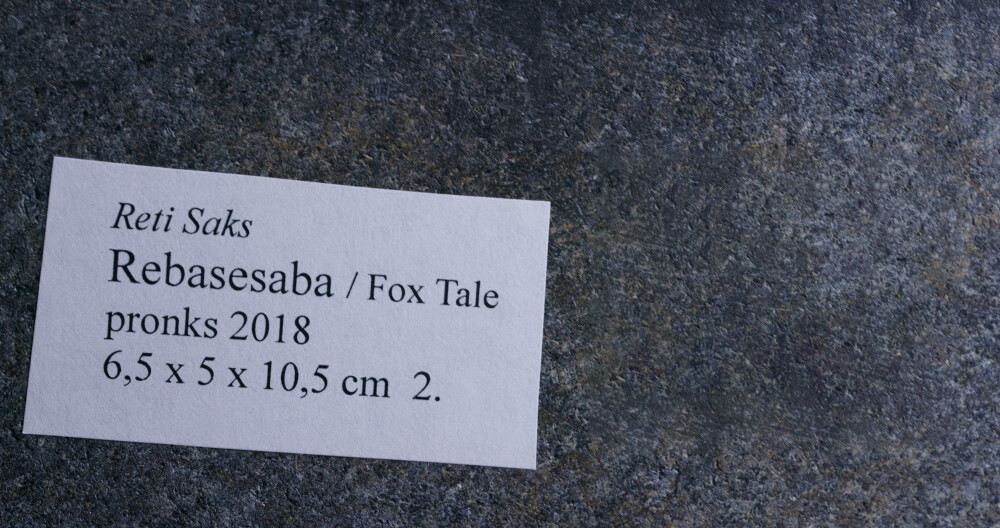 Reti Saks
Rebasesaba / Fox Tale
pronks 2018
6,5 x 5 x 10,5 cm 2.